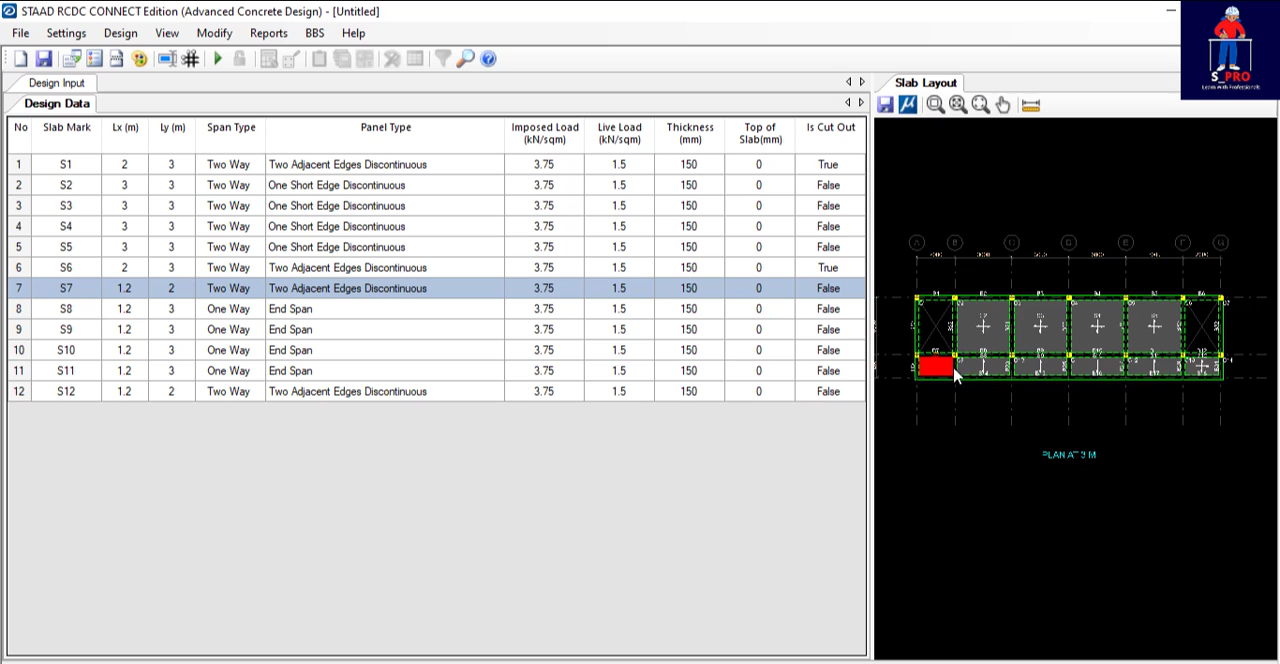 STAAD RCDC CONNECT Edition (Advanced Concrete Design) - [Untitled]
File Settings Design View Modify Reports BBS Help
S_PRO
Learn With Professionals
Design Input
Slab Layout
Design Data
No Slab Mark Lx (m) Ly (m) Span Type Panel Type Imposed Load (kN/sqm) Live Load (kN/sqm) Thickness (mm) Top of Slab(mm) Is Cut Out
1 S1 2 3 Two Way Two Adjacent Edges Discontinuous 3.75 1.5 150 0 True
2 S2 3 3 Two Way One Short Edge Discontinuous 3.75 1.5 150 0 False
3 S3 3 3 Two Way One Short Edge Discontinuous 3.75 1.5 150 0 False
4 S4 3 3 Two Way One Short Edge Discontinuous 3.75 1.5 150 0 False
5 S5 3 3 Two Way One Short Edge Discontinuous 3.75 1.5 150 0 False
6 S6 2 3 Two Way Two Adjacent Edges Discontinuous 3.75 1.5 150 0 True
7 S7 1.2 2 Two Way Two Adjacent Edges Discontinuous 3.75 1.5 150 0 False
8 S8 1.2 3 One Way End Span 3.75 1.5 150 0 False
9 S9 1.2 3 One Way End Span 3.75 1.5 150 0 False
10 S10 1.2 3 One Way End Span 3.75 1.5 150 0 False
11 S11 1.2 3 One Way End Span 3.75 1.5 150 0 False
12 S12 1.2 2 Two Way Two Adjacent Edges Discontinuous 3.75 1.5 150 0 False
PLAN AT 3 M